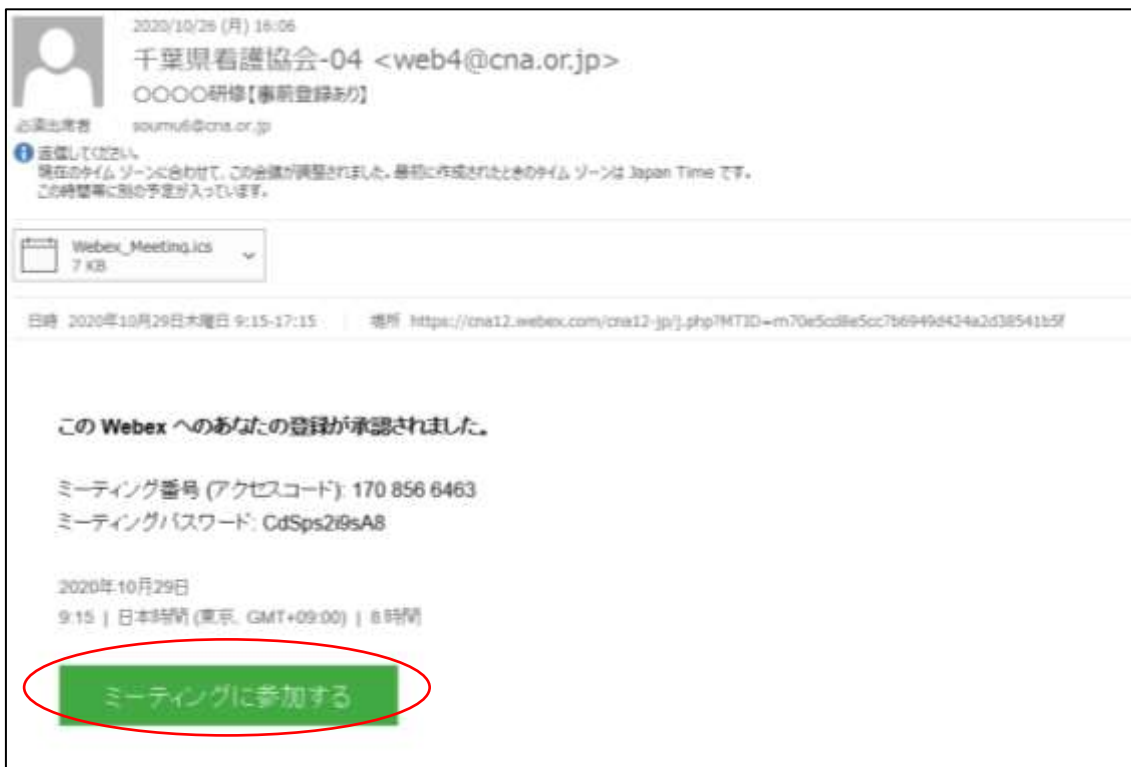 2020/10/26 (月) 16:06
千葉県看護協会-04 <web4@cna.or.jp>
○○○○研修【事前登録あり】
必須出席者 soumu6@cna.or.jp
返信してください。
現在のタイム ゾーンに合わせて、この会議が調整されました。最初に作成されたときのタイム ゾーンは Japan Time です。
この時間帯に別の予定が入っています。
Webex_Meeting.ics
7 KB
日時 2020年10月29日木曜日 9:15-17:15 場所 https://cna12.webex.com/cna12-jp/j.php?MTID=m70e5cd8e5cc7b6949d424a2d38541b5f
この Webex へのあなたの登録が承認されました。
ミーティング番号 (アクセスコード): 170 856 6463
ミーティングパスワード: CdSps2i9sA8
2020年10月29日
9:15 | 日本時間 (東京、GMT+09:00) | 8 時間
ミーティングに参加する